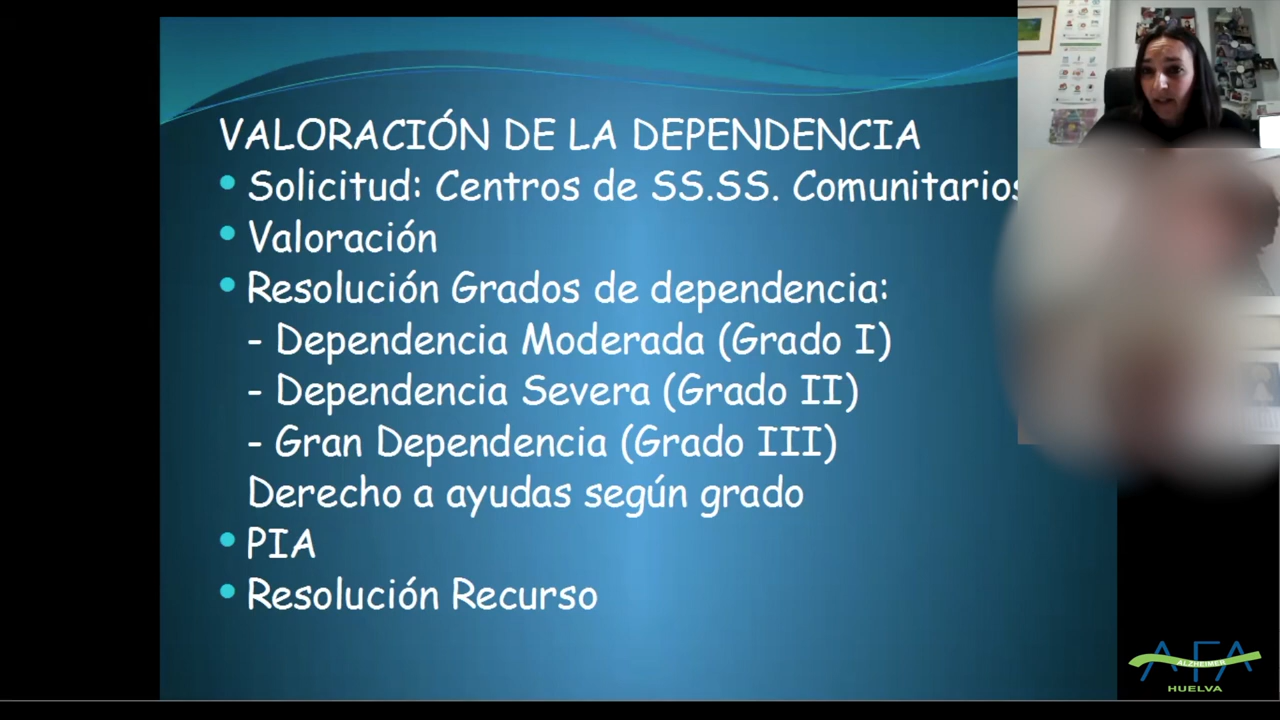 VALORACIÓN DE LA DEPENDENCIA
• Solicitud: Centros de SS.SS. Comunitarios
• Valoración
• Resolución Grados de dependencia:
- Dependencia Moderada (Grado I)
- Dependencia Severa (Grado II)
- Gran Dependencia (Grado III)
Derecho a ayudas según grado
• PIA
• Resolución Recurso
AFA
ALZHEIMER
HUELVA